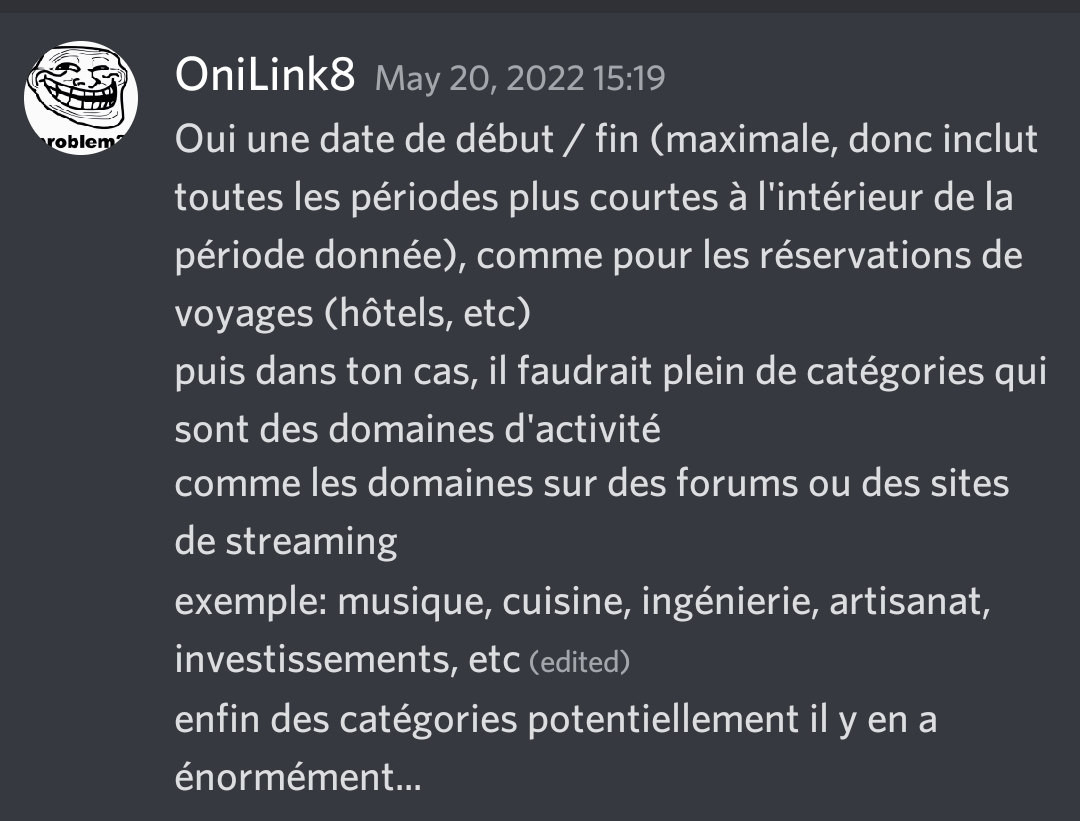 OniLink8 May 20, 2022 15:19
Oui une date de début / fin (maximale, donc inclut
toutes les périodes plus courtes à l'intérieur de la
période donnée), comme pour les réservations de
voyages (hôtels, etc)
puis dans ton cas, il faudrait plein de catégories qui
sont des domaines d'activité
comme les domaines sur des forums ou des sites
de streaming
exemple: musique, cuisine, ingénierie, artisanat,
investissements, etc (edited)
enfin des catégories potentiellement il y en a
énormément...